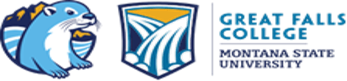 GREAT FALLS
COLLEGE
MONTANA STATE
UNIVERSITY